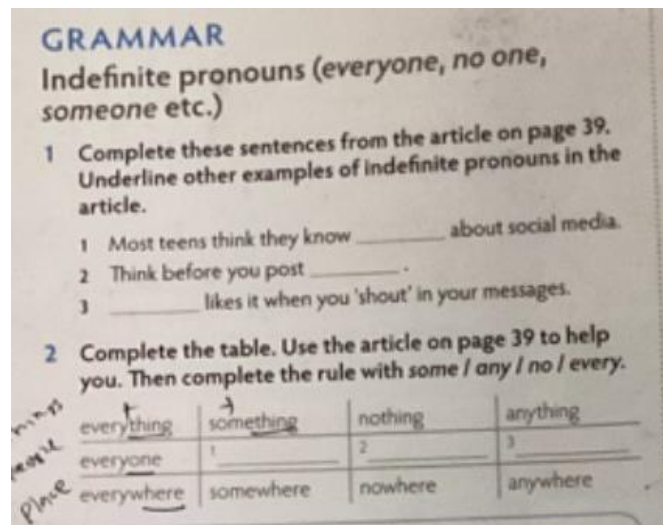 GRAMMAR
Indefinite pronouns (everyone, no one,
someone etc.)
1 Complete these sentences from the article on page 39.
Underline other examples of indefinite pronouns in the
article.
1 Most teens think they know ________ about social media.
2 Think before you post ________.
3 ________ likes it when you 'shout' in your messages.
2 Complete the table. Use the article on page 39 to help
you. Then complete the rule with some / any / no / every.
everything something nothing anything
people everyone 1 ________ 2 ________ 3 ________
place everywhere somewhere nowhere anywhere